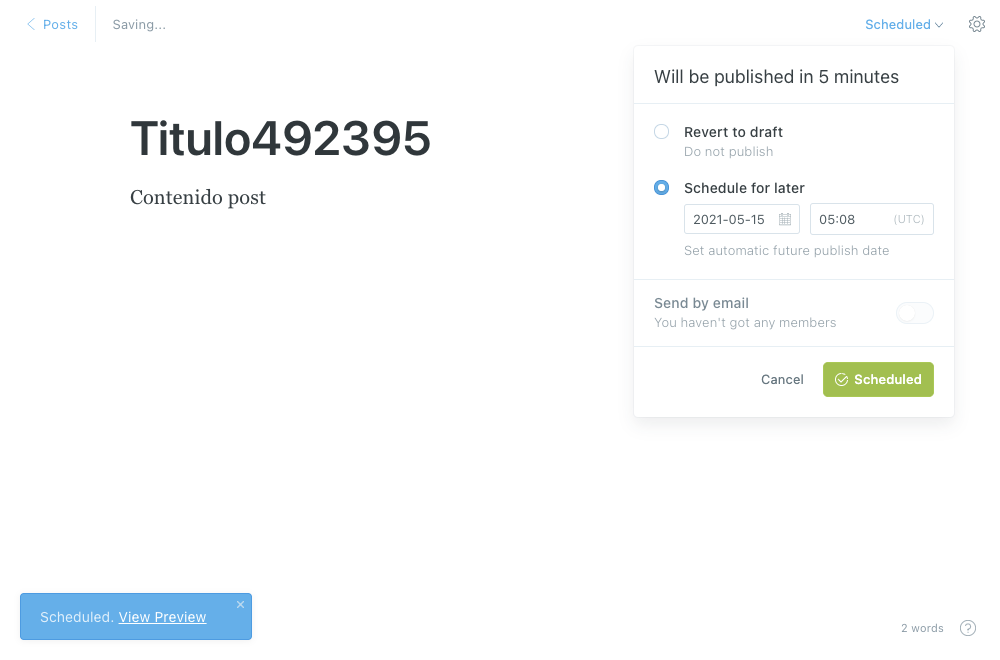 Posts
Saving...
Scheduled
Will be published in 5 minutes
Titulo492395
Contenido post
Revert to draft
Do not publish
Schedule for later
2021-05-15
05:08 (UTC)
Set automatic future publish date
Send by email
You haven't got any members
Cancel
Scheduled
Scheduled. View Preview
2 words
?